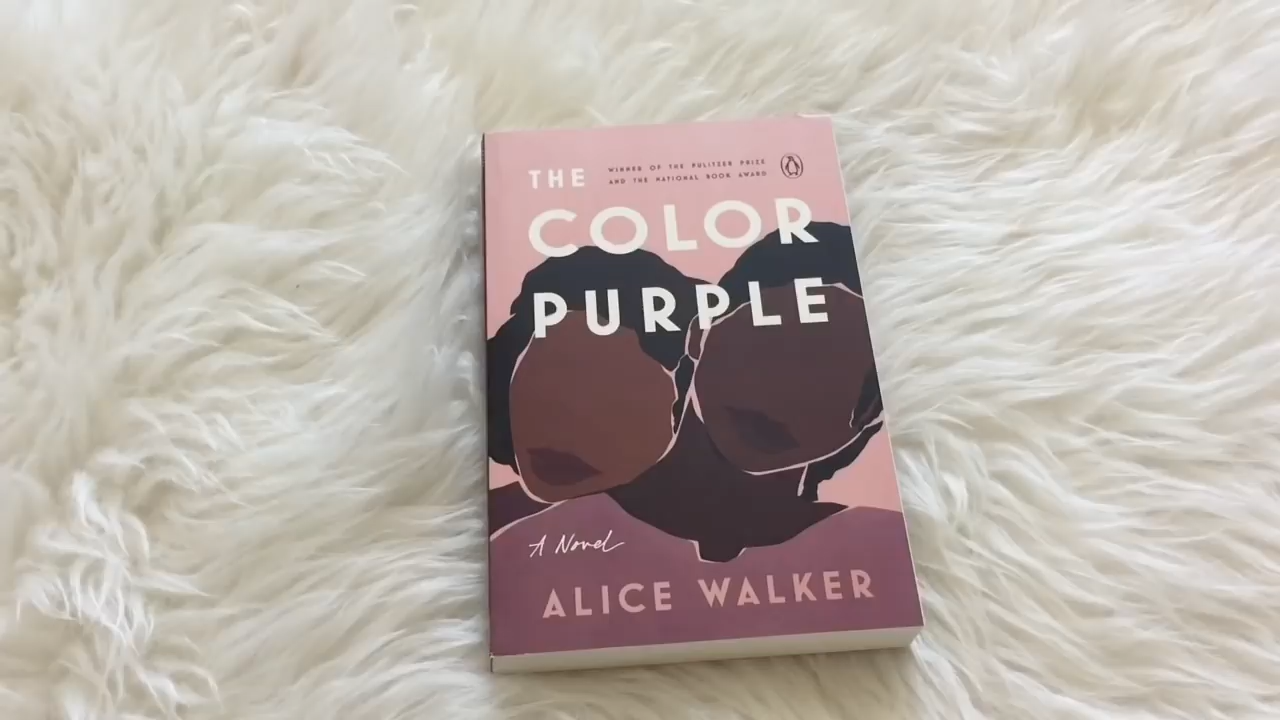 THE
WINNER OF THE PULITZER PRIZE
AND THE NATIONAL BOOK AWARD
COLOR
PURPLE
A Novel
ALICE WALKER